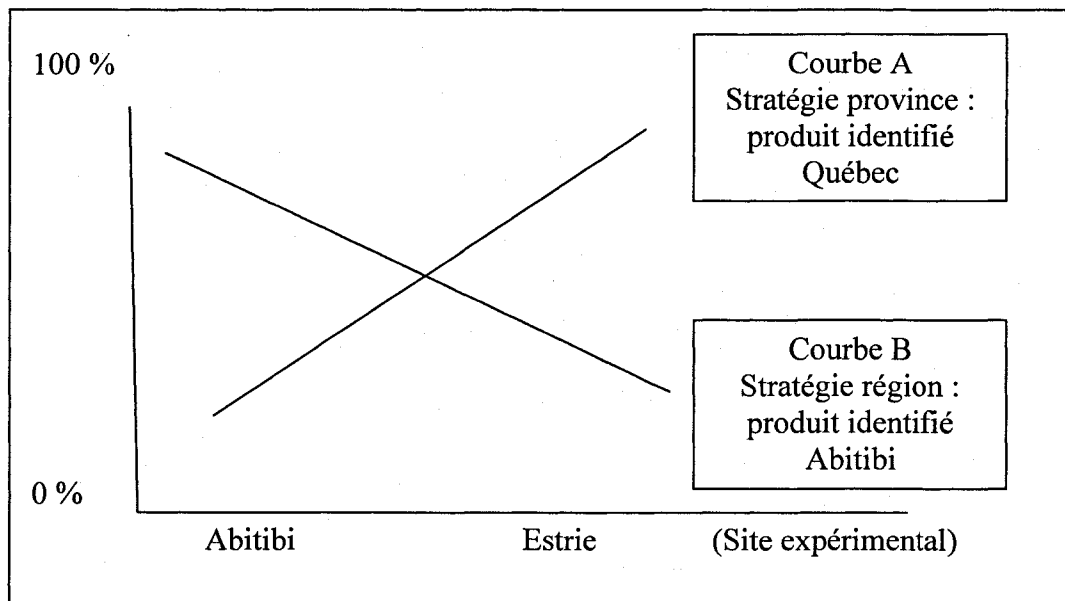 100 %
Courbe A
Stratégie province :
produit identifié
Québec
Courbe B
Stratégie région :
produit identifié
Abitibi
0 %
Abitibi
Estrie
(Site expérimental)